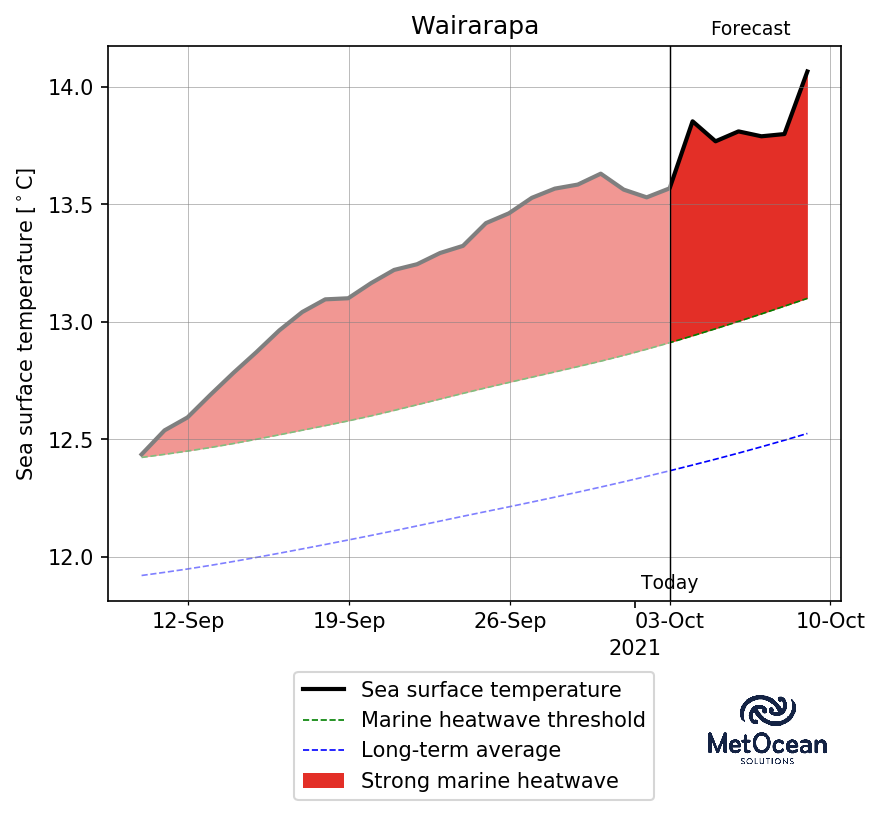 Wairarapa
Forecast
Sea surface temperature [°C]
14.0
13.5
13.0
12.5
12.0
Today
12-Sep
19-Sep
26-Sep
03-Oct
10-Oct
2021
Sea surface temperature
Marine heatwave threshold
Long-term average
Strong marine heatwave
MetOcean
SOLUTIONS